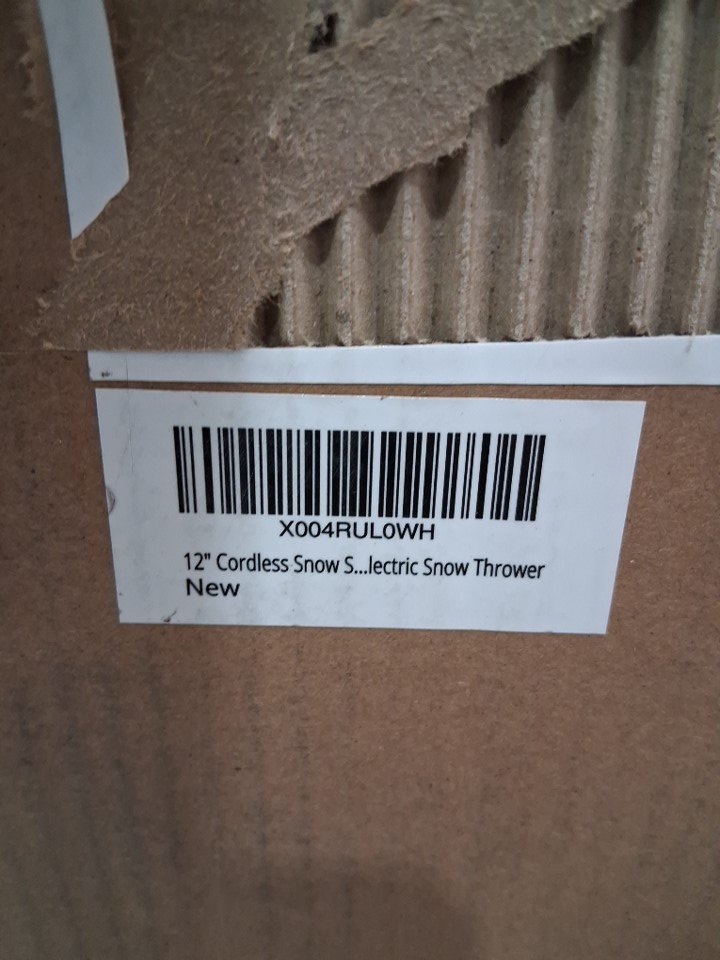 X004RUL0WH
12" Cordless Snow S...lectric Snow Thrower
New